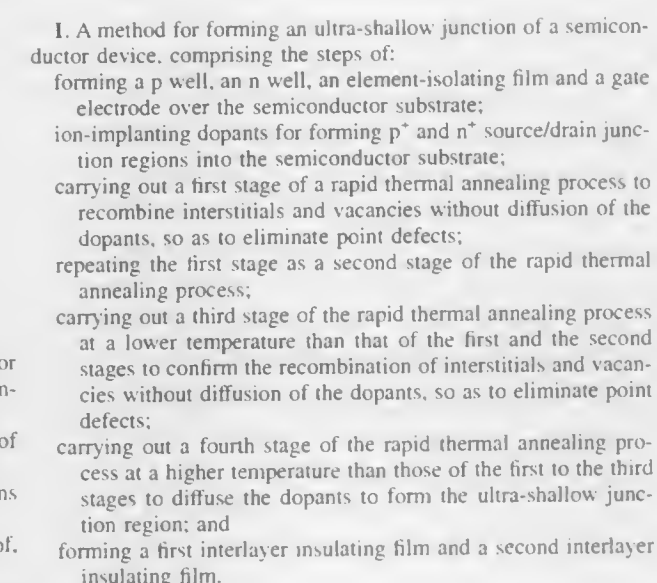 1. A method for forming an ultra-shallow junction of a semicon-
ductor device, comprising the steps of:
forming a p well, an n well, an element-isolating film and a gate
electrode over the semiconductor substrate;
ion-implanting dopants for forming p⁺ and n⁺ source/drain junc-
tion regions into the semiconductor substrate;
carrying out a first stage of a rapid thermal annealing process to
recombine interstitials and vacancies without diffusion of the
dopants, so as to eliminate point defects;
repeating the first stage as a second stage of the rapid thermal
annealing process;
carrying out a third stage of the rapid thermal annealing process
at a lower temperature than that of the first and the second
stages to confirm the recombination of interstitials and vacan-
cies without diffusion of the dopants, so as to eliminate point
defects;
carrying out a fourth stage of the rapid thermal annealing pro-
cess at a higher temperature than those of the first to the third
stages to diffuse the dopants to form the ultra-shallow junc-
tion region; and
forming a first interlayer insulating film and a second interlayer
insulating film.
or
n-
of
ns
of,